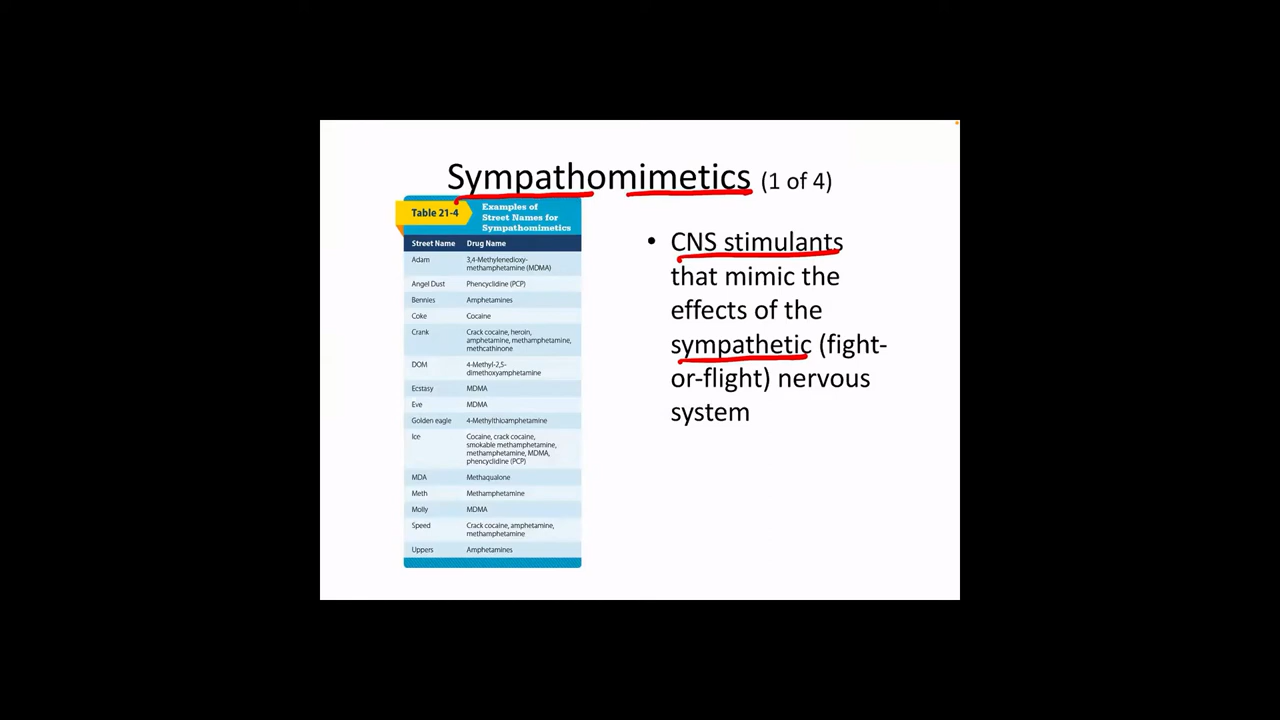 Sympathomimetics (1 of 4)
Table 21-4
Examples of
Street Names for
Sympathomimetics
Street Name Drug Name
Adam 3,4-Methylenedioxy-
methamphetamine (MDMA)
Angel Dust Phencyclidine (PCP)
Bennies Amphetamines
Coke Cocaine
Crank Crack cocaine, heroin,
amphetamine, methamphetamine,
methcathinone
DOM 4-Methyl-2,5-
dimethoxyamphetamine
Ecstasy MDMA
Eve MDMA
Golden eagle 4-Methylthioamphetamine
Ice Cocaine, crack cocaine,
smokable methamphetamine,
methamphetamine, MDMA,
phencyclidine (PCP)
MDA Methaqualone
Meth Methamphetamine
Molly MDMA
Speed Crack cocaine, amphetamine,
methamphetamine
Uppers Amphetamines
• CNS stimulants
that mimic the
effects of the
sympathetic (fight-
or-flight) nervous
system